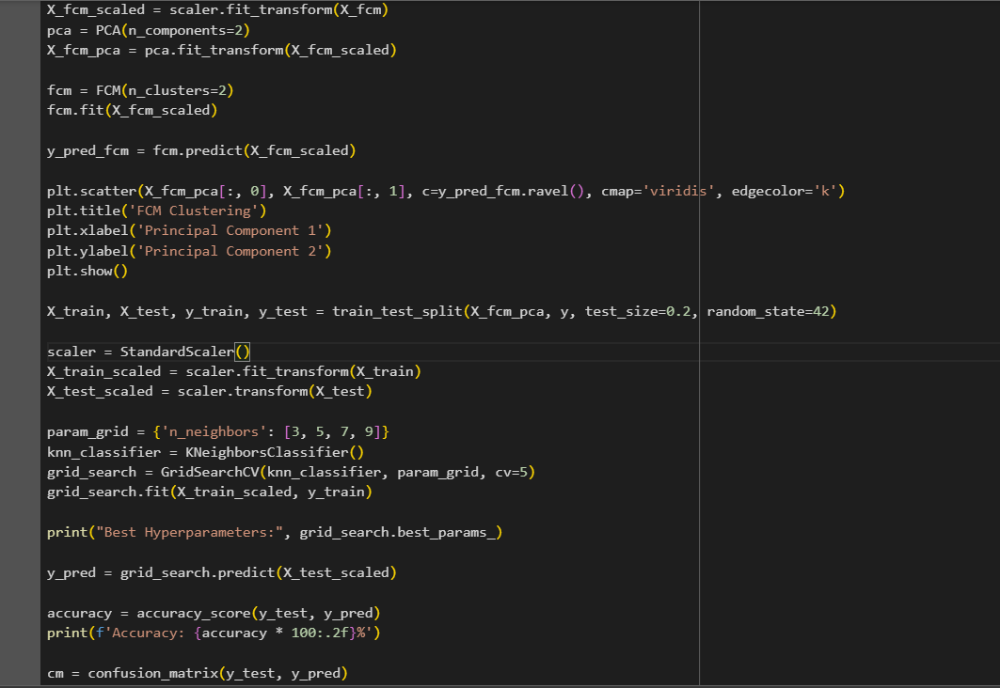 X_fcm_scaled = scaler.fit_transform(X_fcm)
pca = PCA(n_components=2)
X_fcm_pca = pca.fit_transform(X_fcm_scaled)
fcm = FCM(n_clusters=2)
fcm.fit(X_fcm_scaled)
y_pred_fcm = fcm.predict(X_fcm_scaled)
plt.scatter(X_fcm_pca[:, 0], X_fcm_pca[:, 1], c=y_pred_fcm.ravel(), cmap='viridis', edgecolor='k')
plt.title('FCM Clustering')
plt.xlabel('Principal Component 1')
plt.ylabel('Principal Component 2')
plt.show()
X_train, X_test, y_train, y_test = train_test_split(X_fcm_pca, y, test_size=0.2, random_state=42)
scaler = StandardScaler()
X_train_scaled = scaler.fit_transform(X_train)
X_test_scaled = scaler.transform(X_test)
param_grid = {'n_neighbors': [3, 5, 7, 9]}
knn_classifier = KNeighborsClassifier()
grid_search = GridSearchCV(knn_classifier, param_grid, cv=5)
grid_search.fit(X_train_scaled, y_train)
print("Best Hyperparameters:", grid_search.best_params_)
y_pred = grid_search.predict(X_test_scaled)
accuracy = accuracy_score(y_test, y_pred)
print(f'Accuracy: {accuracy * 100:.2f}%')
cm = confusion_matrix(y_test, y_pred)